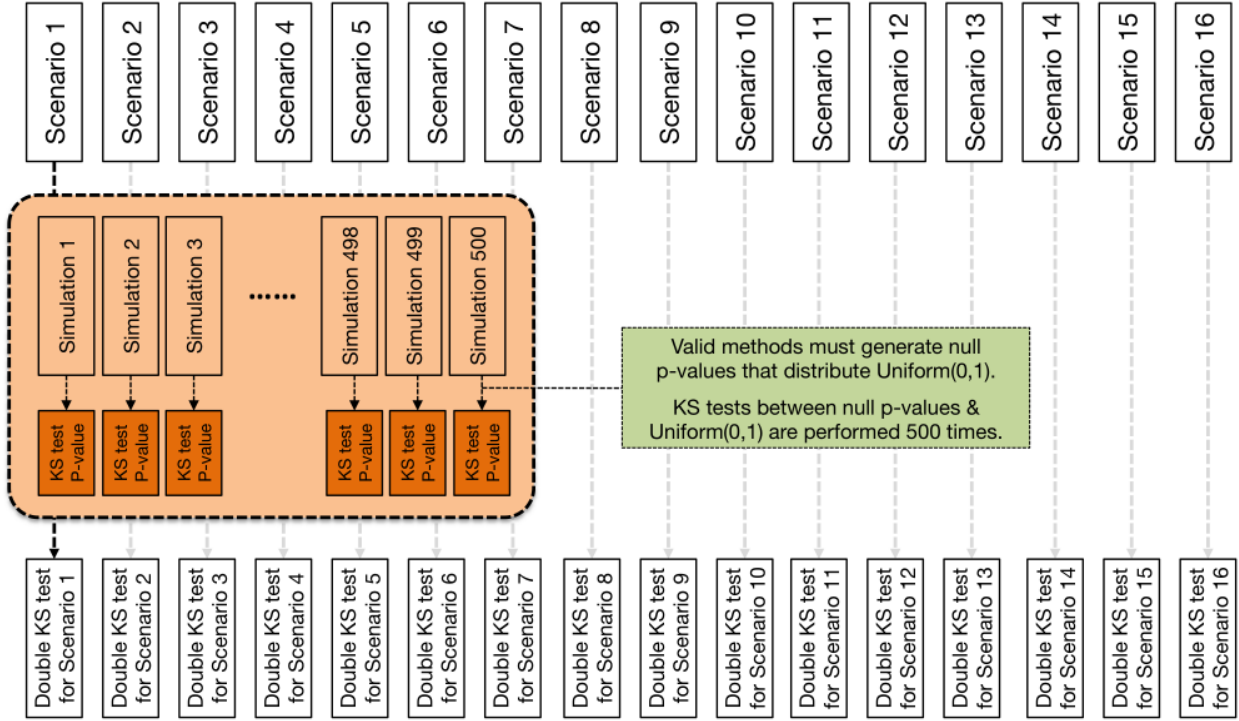 Scenario 1
Scenario 2
Scenario 3
Scenario 4
Scenario 5
Scenario 6
Scenario 7
Scenario 8
Scenario 9
Scenario 10
Scenario 11
Scenario 12
Scenario 13
Scenario 14
Scenario 15
Scenario 16
Simulation 1
Simulation 2
Simulation 3
......
Simulation 498
Simulation 499
Simulation 500
Valid methods must generate null
p-values that distribute Uniform(0,1).
KS tests between null p-values &
Uniform(0,1) are performed 500 times.
KS test
P-value
KS test
P-value
KS test
P-value
KS test
P-value
KS test
P-value
KS test
P-value
Double KS test
for Scenario 1
Double KS test
for Scenario 2
Double KS test
for Scenario 3
Double KS test
for Scenario 4
Double KS test
for Scenario 5
Double KS test
for Scenario 6
Double KS test
for Scenario 7
Double KS test
for Scenario 8
Double KS test
for Scenario 9
Double KS test
for Scenario 10
Double KS test
for Scenario 11
Double KS test
for Scenario 12
Double KS test
for Scenario 13
Double KS test
for Scenario 14
Double KS test
for Scenario 15
Double KS test
for Scenario 16